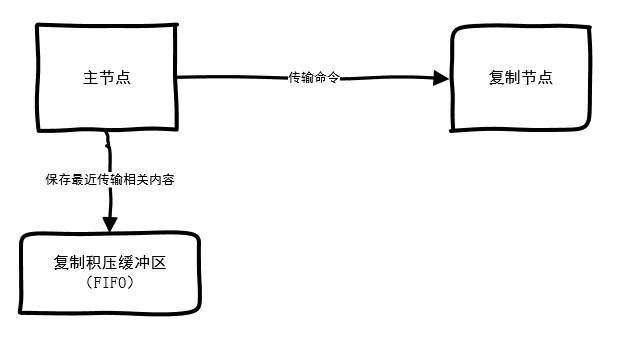 主节点
传输命令
复制节点
保存最近传输相关内容
复制积压缓冲区
（FIFO）